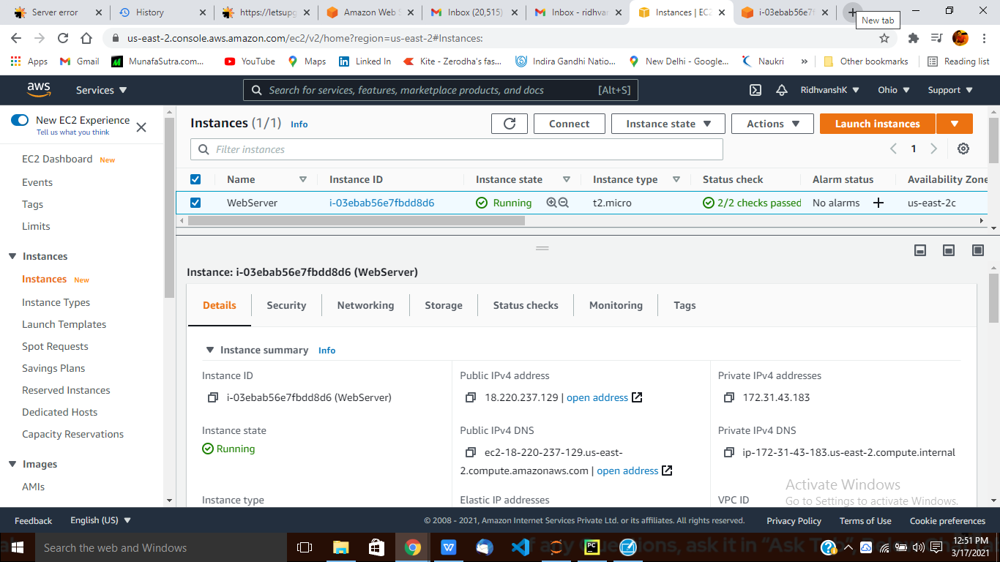 Server error
History
https://letsupg
Amazon Web S
Inbox (20,515)
Inbox - ridhvar
Instances | EC2
i-03ebab56e7f
New tab
us-east-2.console.aws.amazon.com/ec2/v2/home?region=us-east-2#Instances:
Apps
Gmail
MunafaSutra.com...
YouTube
Maps
Linked In
Kite - Zerodha's fas...
Indira Gandhi Natio...
New Delhi - Google...
Naukri
»
Other bookmarks
Reading list
aws
Services
Search for services, features, marketplace products, and docs
[Alt+S]
RidhvanshK
Ohio
Support
New EC2 Experience
Tell us what you think
EC2 Dashboard New
Events
Tags
Limits
Instances
Instances New
Instance Types
Launch Templates
Spot Requests
Savings Plans
Reserved Instances
Dedicated Hosts
Capacity Reservations
Images
AMIs
Instances (1/1) Info
Connect
Instance state
Actions
Launch instances
Filter instances
1
Name
Instance ID
Instance state
Instance type
Status check
Alarm status
Availability Zone
WebServer
i-03ebab56e7fbdd8d6
Running
t2.micro
2/2 checks passed
No alarms
us-east-2c
Instance: i-03ebab56e7fbdd8d6 (WebServer)
Details
Security
Networking
Storage
Status checks
Monitoring
Tags
Instance summary Info
Instance ID
i-03ebab56e7fbdd8d6 (WebServer)
Public IPv4 address
18.220.237.129 | open address
Private IPv4 addresses
172.31.43.183
Instance state
Running
Public IPv4 DNS
ec2-18-220-237-129.us-east-
2.compute.amazonaws.com | open address
Private IPv4 DNS
ip-172-31-43-183.us-east-2.compute.internal
Instance type
Elastic IP addresses
VPC ID
Activate Windows
Go to Settings to activate Windows.
Feedback
English (US)
© 2008 - 2021, Amazon Internet Services Private Ltd. or its affiliates. All rights reserved.
Privacy Policy
Terms of Use
Cookie preferences
Search the web and Windows
f any Questions, ask it in “Ask
12:51 PM
3/17/2021